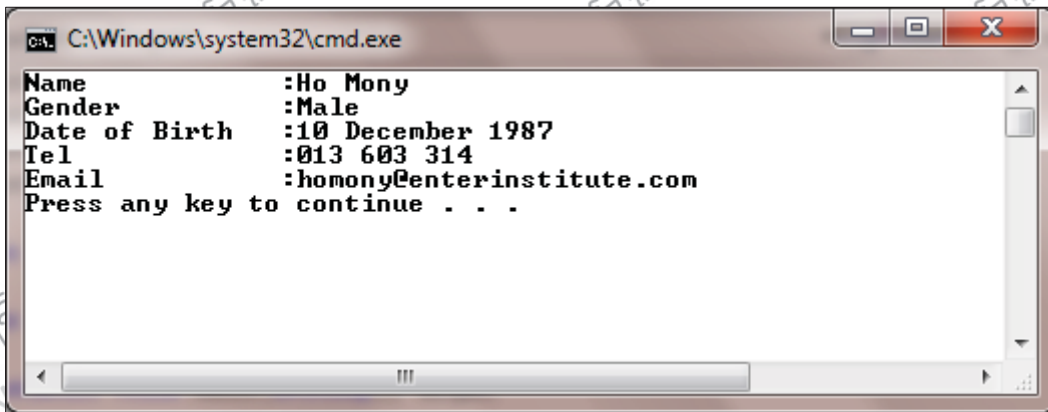 C:\Windows\system32\cmd.exe
Name :Ho Mony
Gender :Male
Date of Birth :10 December 1987
Tel :013 603 314
Email :homony@enterinstitute.com
Press any key to continue . . .